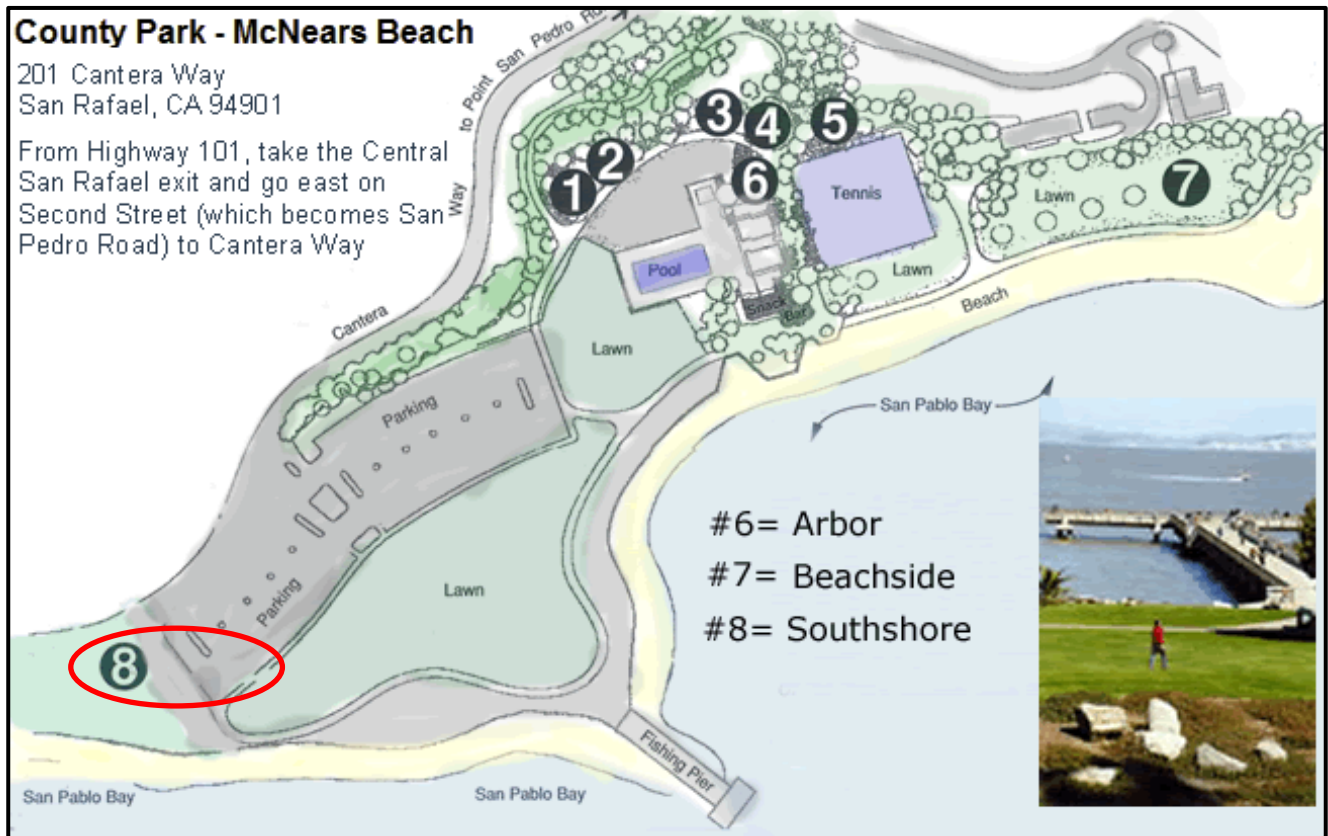 County Park - McNears Beach
201 Cantera Way
San Rafael, CA 94901
From Highway 101, take the Central
San Rafael exit and go east on
Second Street (which becomes San
Pedro Road) to Cantera Way
to Point San Pedro Road
Cantera Way
1
2
3
4
5
6
7
Tennis
Lawn
Lawn
Pool
Snack
Bar
Beach
Lawn
San Pablo Bay
Parking
Parking
Lawn
#6= Arbor
#7= Beachside
#8= Southshore
8
Fishing Pier
San Pablo Bay
San Pablo Bay